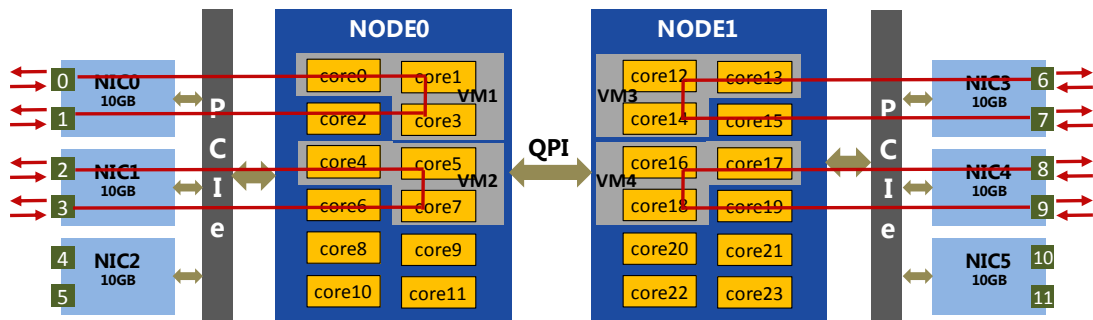 NODE0
NODE1
0
NIC0
10GB
1
2
NIC1
10GB
3
4
NIC2
10GB
5
P
C
I
e
core0
core1
VM1
core2
core3
core4
core5
VM2
core6
core7
core8
core9
core10
core11
QPI
core12
core13
VM3
core14
core15
core16
core17
VM4
core18
core19
core20
core21
core22
core23
P
C
I
e
NIC3
10GB
6
7
NIC4
10GB
8
9
NIC5
10GB
10
11